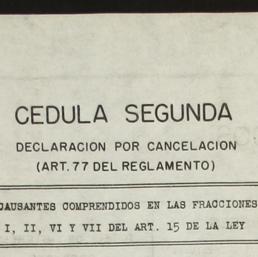 CEDULA SEGUNDA
DECLARACION POR CANCELACION
(ART. 77 DEL REGLAMENTO)
CAUSANTES COMPRENDIDOS EN LAS FRACCIONES
I, II, VI Y VII DEL ART. 15 DE LA LEY